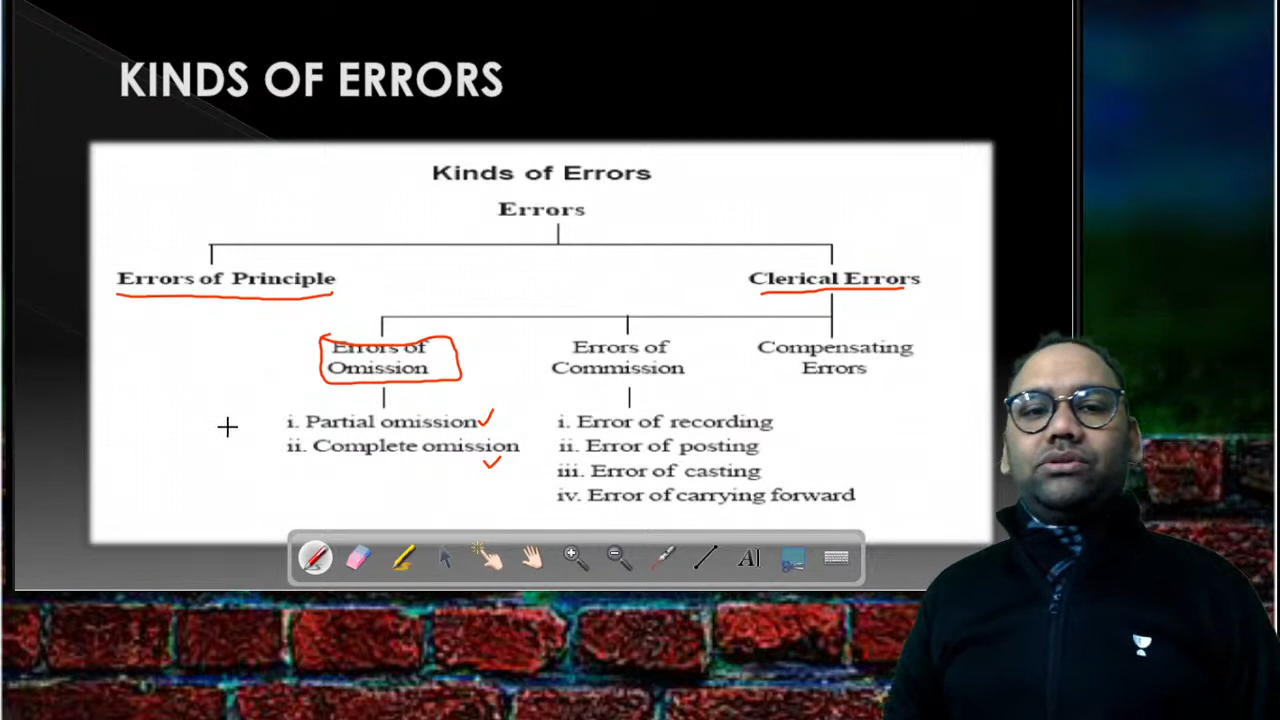 KINDS OF ERRORS
Kinds of Errors
Errors
Errors of Principle
Clerical Errors
Errors of
Omission
Errors of
Commission
Compensating
Errors
i. Partial omission
ii. Complete omission
i. Error of recording
ii. Error of posting
iii. Error of casting
iv. Error of carrying forward
A